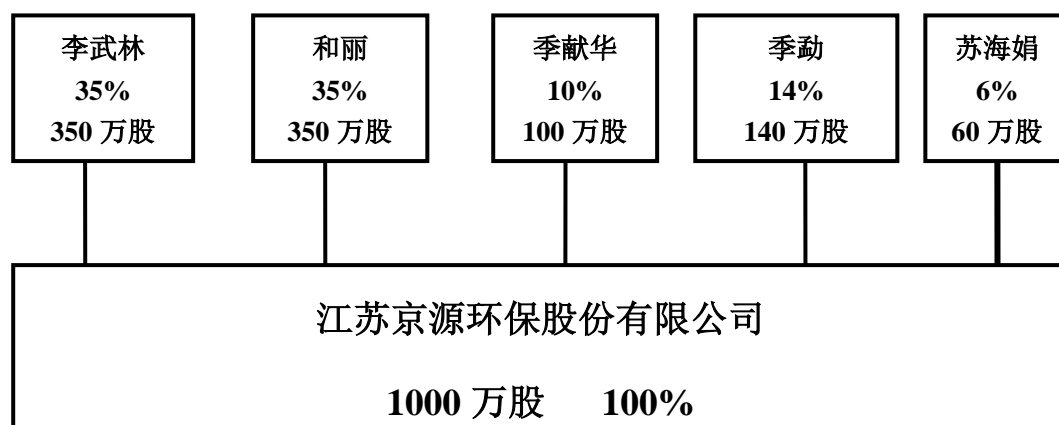 李武林
35%
350 万股
和丽
35%
350 万股
季献华
10%
100 万股
季勐
14%
140 万股
苏海娟
6%
60 万股
江苏京源环保股份有限公司
1000 万股 100%